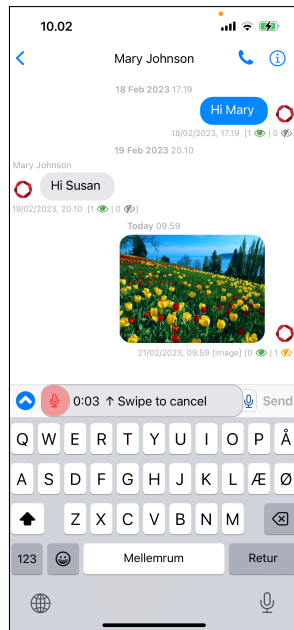 10.02
Mary Johnson
18 Feb 2023 17.19
Hi Mary
18/02/2023, 17.19 [1 | 0 ]
19 Feb 2023 20.10
Mary Johnson
Hi Susan
19/02/2023, 20.10 [1 | 0 ]
Today 09.59
21/02/2023, 09.59 [Image] [0 | 1 ]
0:03 ↑ Swipe to cancel Send
Q W E R T Y U I O P Å
A S D F G H J K L Æ Ø
Z X C V B N M
123 Mellemrum Retur